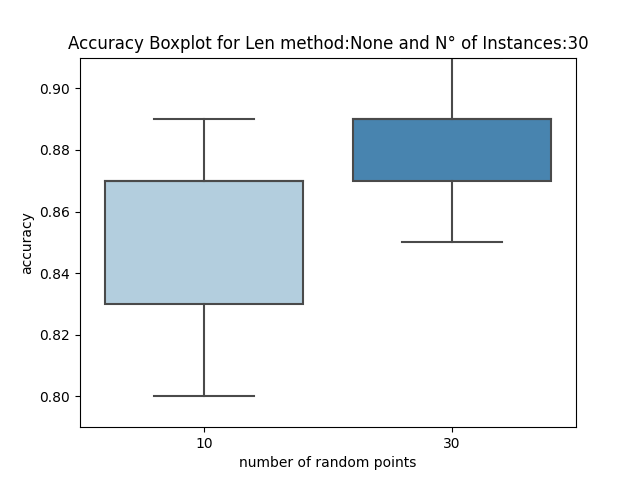 Accuracy Boxplot for Len method:None and N° of Instances:30
0.90
0.88
0.86
0.84
0.82
0.80
accuracy
10 30
number of random points